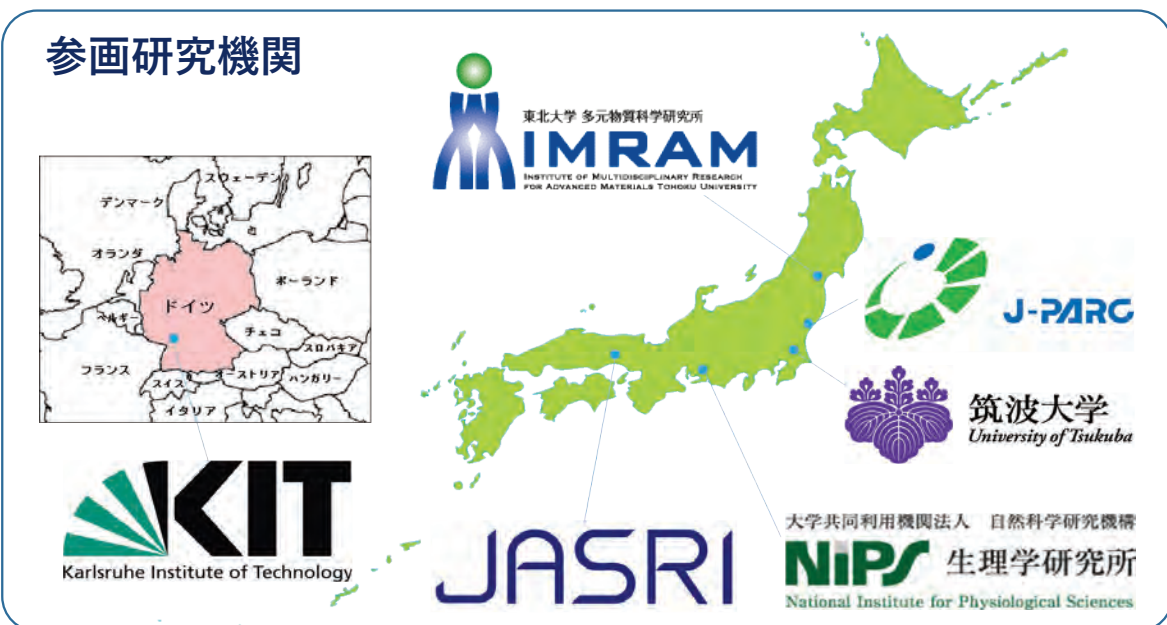 参画研究機関
東北大学 多元物質科学研究所
IMRAM
INSTITUTE OF MULTIDISCIPLINARY RESEARCH
FOR ADVANCED MATERIALS TOHOKU UNIVERSITY
スウェーデン
デンマーク
オランダ
ポーランド
ドイツ
ベルギー
チェコ
スロバキア
フランス
スイス
オーストリア
ハンガリー
イタリア
J-PARC
筑波大学
University of Tsukuba
KIT
Karlsruhe Institute of Technology
JASRI
大学共同利用機関法人 自然科学研究機構
NiPS 生理学研究所
National Institute for Physiological Sciences